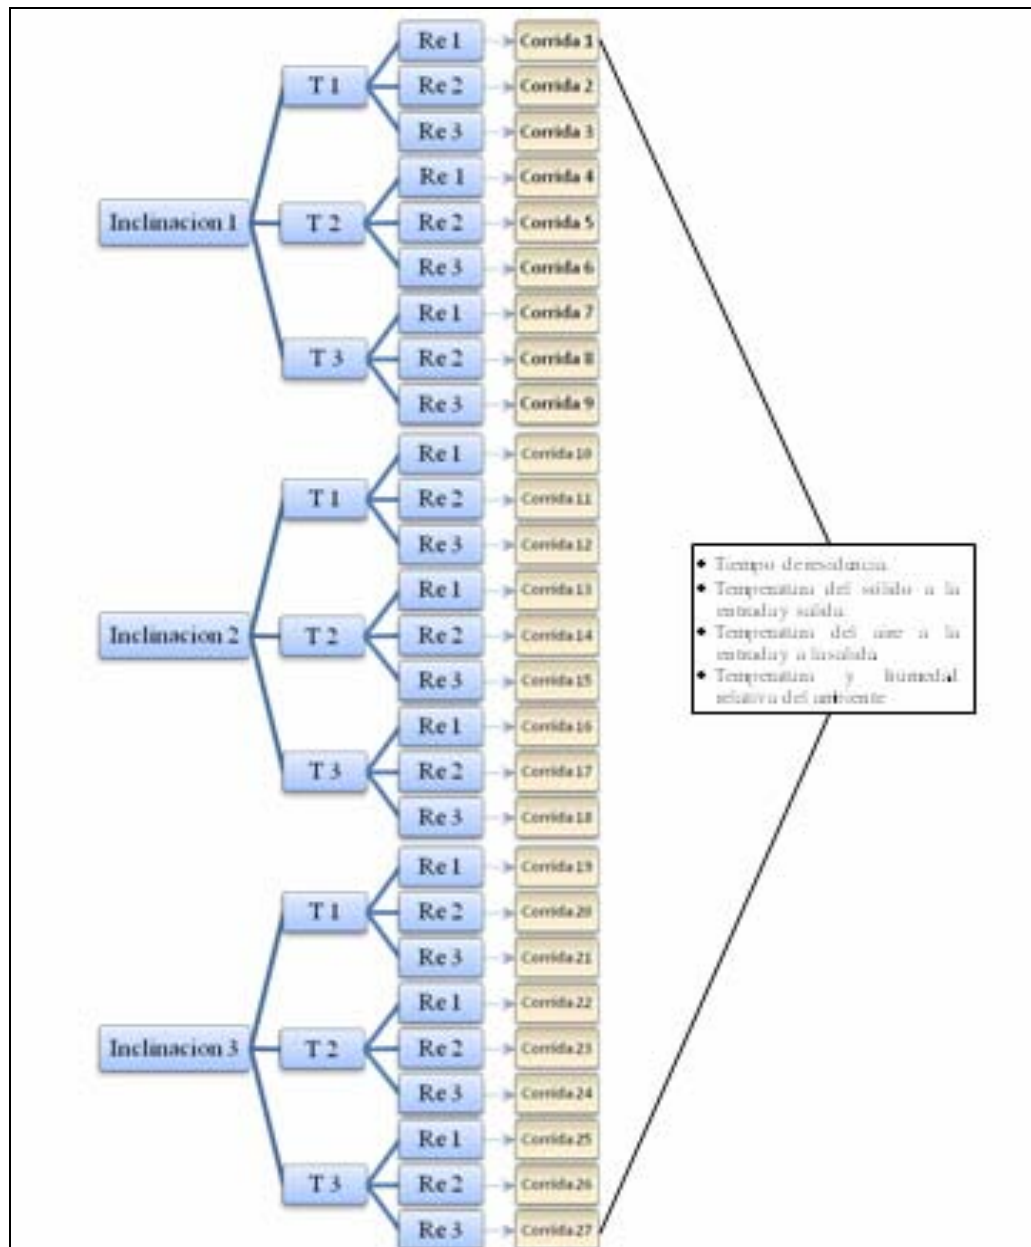 Re 1
Corrida 1
T 1
Re 2
Corrida 2
Re 3
Corrida 3
Re 1
Corrida 4
Inclinacion 1
T 2
Re 2
Corrida 5
Re 3
Corrida 6
Re 1
Corrida 7
T 3
Re 2
Corrida 8
Re 3
Corrida 9
Re 1
Corrida 10
T 1
Re 2
Corrida 11
Re 3
Corrida 12
Re 1
Corrida 13
Inclinacion 2
T 2
Re 2
Corrida 14
Re 3
Corrida 15
Re 1
Corrida 16
T 3
Re 2
Corrida 17
Re 3
Corrida 18
Re 1
Corrida 19
T 1
Re 2
Corrida 20
Re 3
Corrida 21
Re 1
Corrida 22
Inclinacion 3
T 2
Re 2
Corrida 23
Re 3
Corrida 24
Re 1
Corrida 25
T 3
Re 2
Corrida 26
Re 3
Corrida 27
• Tiempo de residencia.
• Temperatura del sólido a la
entrada y salida.
• Temperatura del aire a la
entrada y a la salida
• Temperatura y humedad
relativa del ambiente